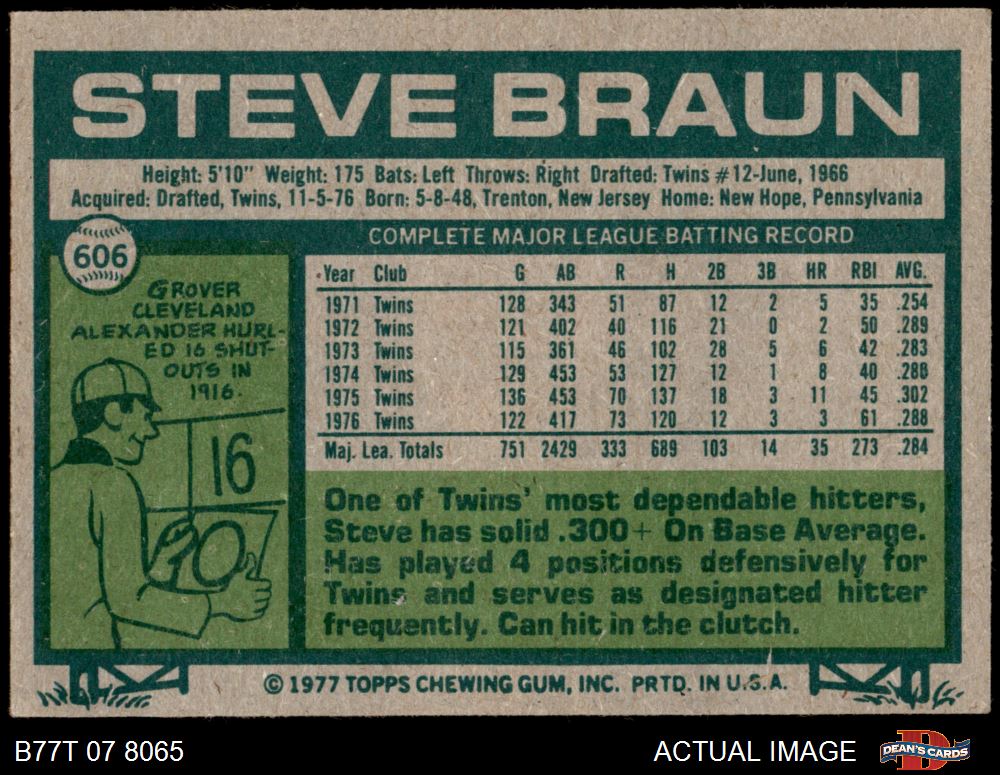 STEVE BRAUN
Height: 5'10" Weight: 175 Bats: Left Throws: Right Drafted: Twins #12-June, 1966
Acquired: Drafted, Twins, 11-5-76 Born: 5-8-48, Trenton, New Jersey Home: New Hope, Pennsylvania
606
COMPLETE MAJOR LEAGUE BATTING RECORD
GROVER
CLEVELAND
ALEXANDER HURL-
ED 16 SHUT-
OUTS IN
1916.
16
0
Year Club G AB R H 2B 3B HR RBI AVG.
1971 Twins 128 343 51 87 12 2 5 35 .254
1972 Twins 121 402 40 116 21 0 2 50 .289
1973 Twins 115 361 46 102 28 5 6 42 .283
1974 Twins 129 453 53 127 12 1 8 40 .280
1975 Twins 136 453 70 137 18 3 11 45 .302
1976 Twins 122 417 73 120 12 3 3 61 .288
Maj. Lea. Totals 751 2429 333 689 103 14 35 273 .284
One of Twins' most dependable hitters,
Steve has solid .300+ On Base Average.
Has played 4 positions defensively for
Twins and serves as designated hitter
frequently. Can hit in the clutch.
© 1977 TOPPS CHEWING GUM, INC. PRTD. IN U.S.A.
B77T 07 8065
ACTUAL IMAGE
D
DEAN'S CARDS